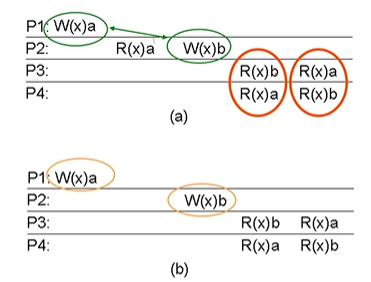 P1: W(x)a
P2: R(x)a W(x)b
P3: R(x)b R(x)a
P4: R(x)a R(x)b
(a)
P1: W(x)a
P2: W(x)b
P3: R(x)b R(x)a
P4: R(x)a R(x)b
(b)